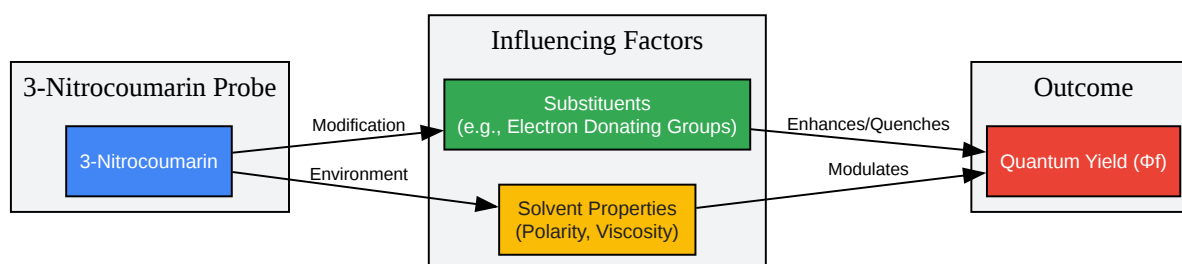 3-Nitrocoumarin Probe
3-Nitrocoumarin
Modification
Environment
Influencing Factors
Substituents
(e.g., Electron Donating Groups)
Solvent Properties
(Polarity, Viscosity)
Enhances/Quenches
Modulates
Outcome
Quantum Yield (Φf)